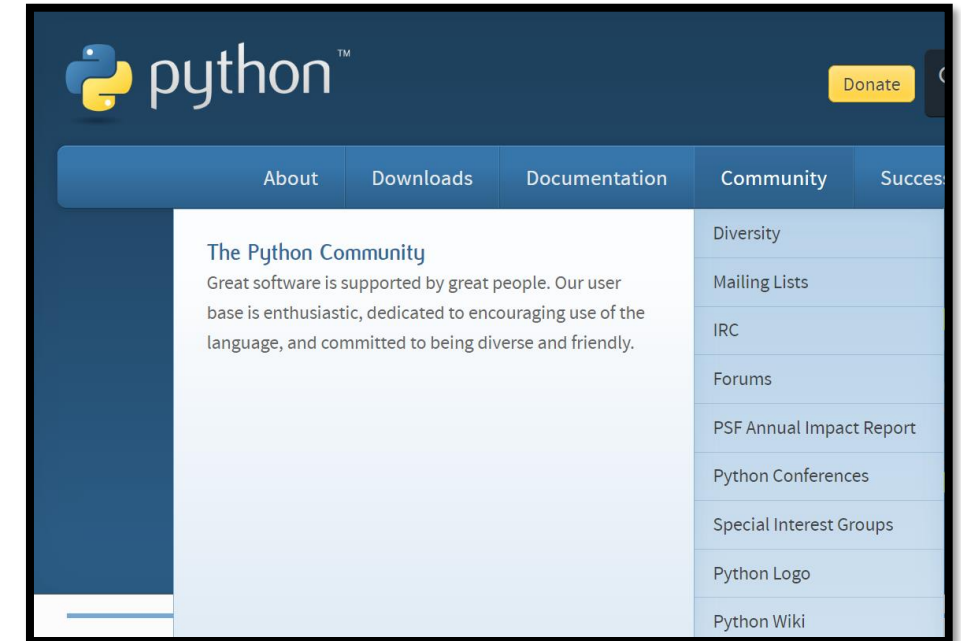 python™
Donate
About Downloads Documentation Community Success
The Python Community
Great software is supported by great people. Our user
base is enthusiastic, dedicated to encouraging use of the
language, and committed to being diverse and friendly.
Diversity
Mailing Lists
IRC
Forums
PSF Annual Impact Report
Python Conferences
Special Interest Groups
Python Logo
Python Wiki